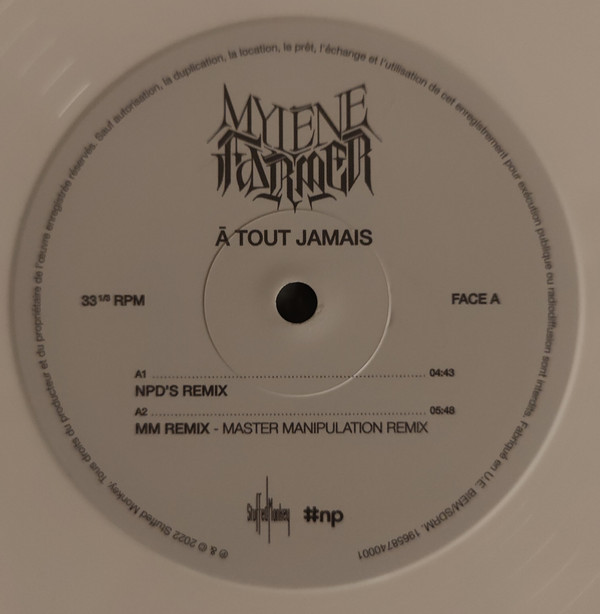 MYLENE
FARMER
Ā TOUT JAMAIS
33 1/3 RPM
FACE A
A1 04:43
NPD'S REMIX
A2 05:48
MM REMIX - MASTER MANIPULATION REMIX
Stuffed Monkey
#np
℗ & © 2022 Stuffed Monkey. Tous droits du producteur et du propriétaire de l'œuvre enregistrée réservés. Sauf autorisation, la duplication, la location, le prêt, l'échange et l'utilisation de cet enregistrement pour exécution publique ou radiodiffusion sont interdits. Fabriqué en U.E. BIEM/SDRM. 19658740001